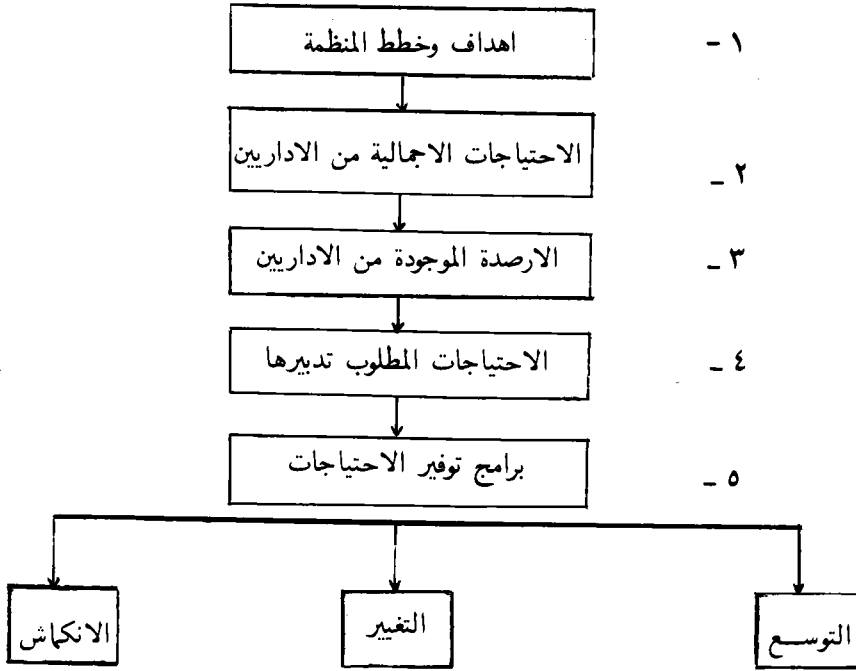 ١ - اهداف وخطط المنظمة
٢ - الاحتياجات الاجمالية من الاداريين
٣ - الارصدة الموجودة من الاداريين
٤ - الاحتياجات المطلوب تدبيرها
٥ - برامج توفير الاحتياجات
التوسع
التغيير
الانكماش